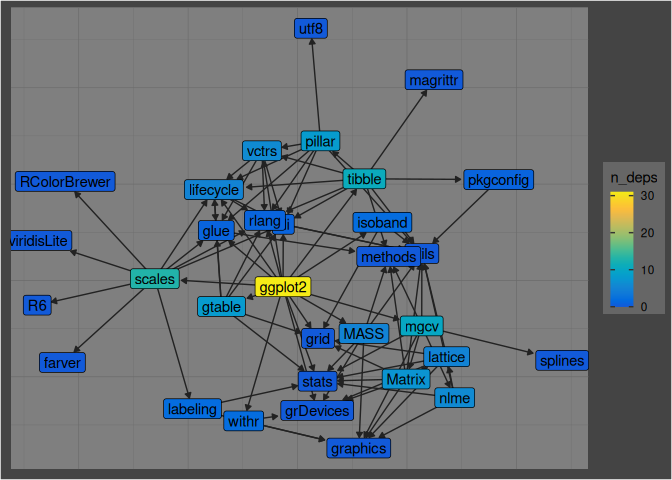 utf8
magrittr
pillar
vctrs
tibble
RColorBrewer
pkgconfig
lifecycle
rlang
i
isoband
glue
viridisLite
methods
ils
scales
ggplot2
R6
gtable
MASS
mgcv
grid
farver
lattice
splines
stats
Matrix
nlme
labeling
grDevices
withr
graphics
n_deps
30
20
10
0